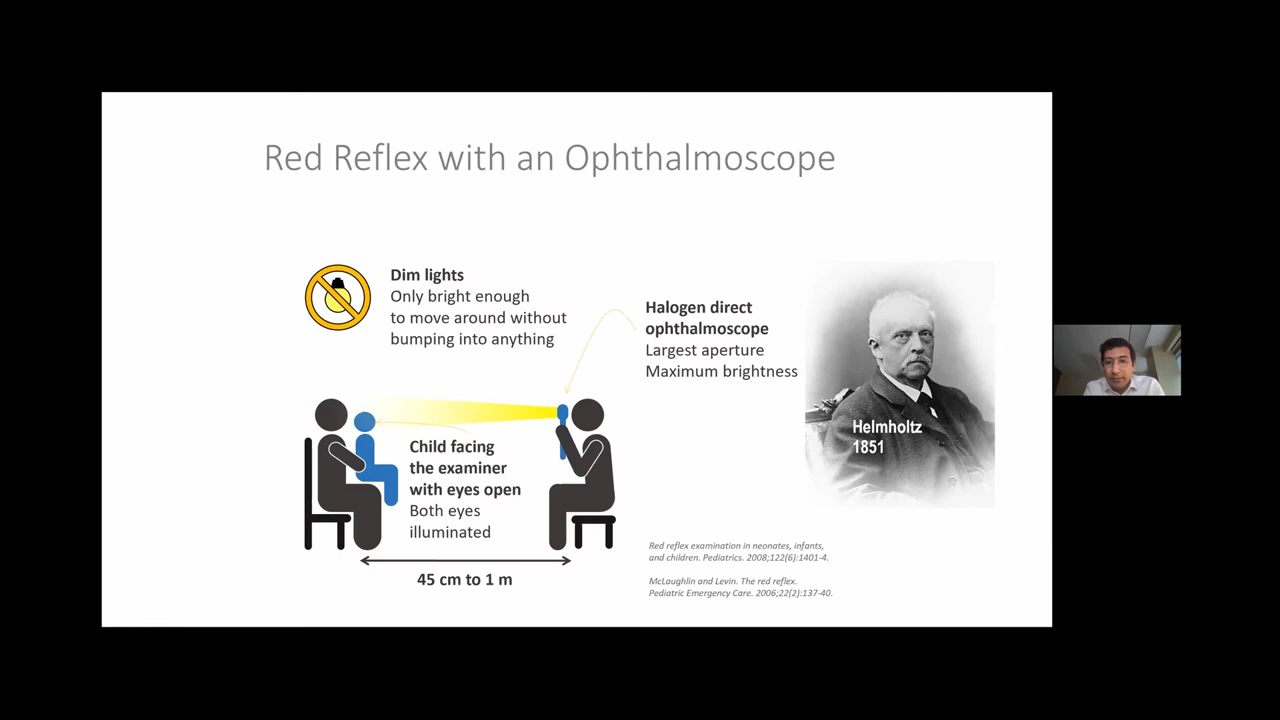 Red Reflex with an Ophthalmoscope
Dim lights
Only bright enough
to move around without
bumping into anything
Halogen direct
ophthalmoscope
Largest aperture
Maximum brightness
Helmholtz
1851
Child facing
the examiner
with eyes open
Both eyes
illuminated
45 cm to 1 m
Red reflex examination in neonates, infants,
and children. Pediatrics. 2008;122(6):1401-4.
McLaughlin and Levin. The red reflex.
Pediatric Emergency Care. 2006;22(2):137-40.